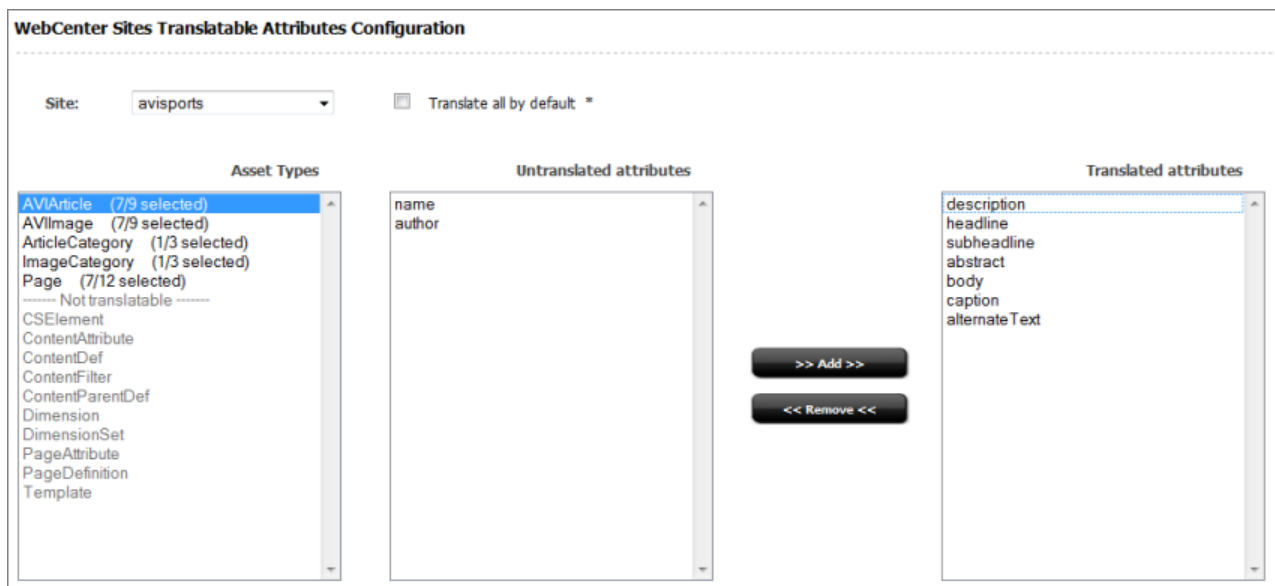 WebCenter Sites Translatable Attributes Configuration
Site: avisports Translate all by default *
Asset Types
AVIArticle (7/9 selected)
AVIImage (7/9 selected)
ArticleCategory (1/3 selected)
ImageCategory (1/3 selected)
Page (7/12 selected)
------- Not translatable -------
CSElement
ContentAttribute
ContentDef
ContentFilter
ContentParentDef
Dimension
DimensionSet
PageAttribute
PageDefinition
Template
Untranslated attributes
name
author
>> Add >>
<< Remove <<
Translated attributes
description
headline
subheadline
abstract
body
caption
alternateText